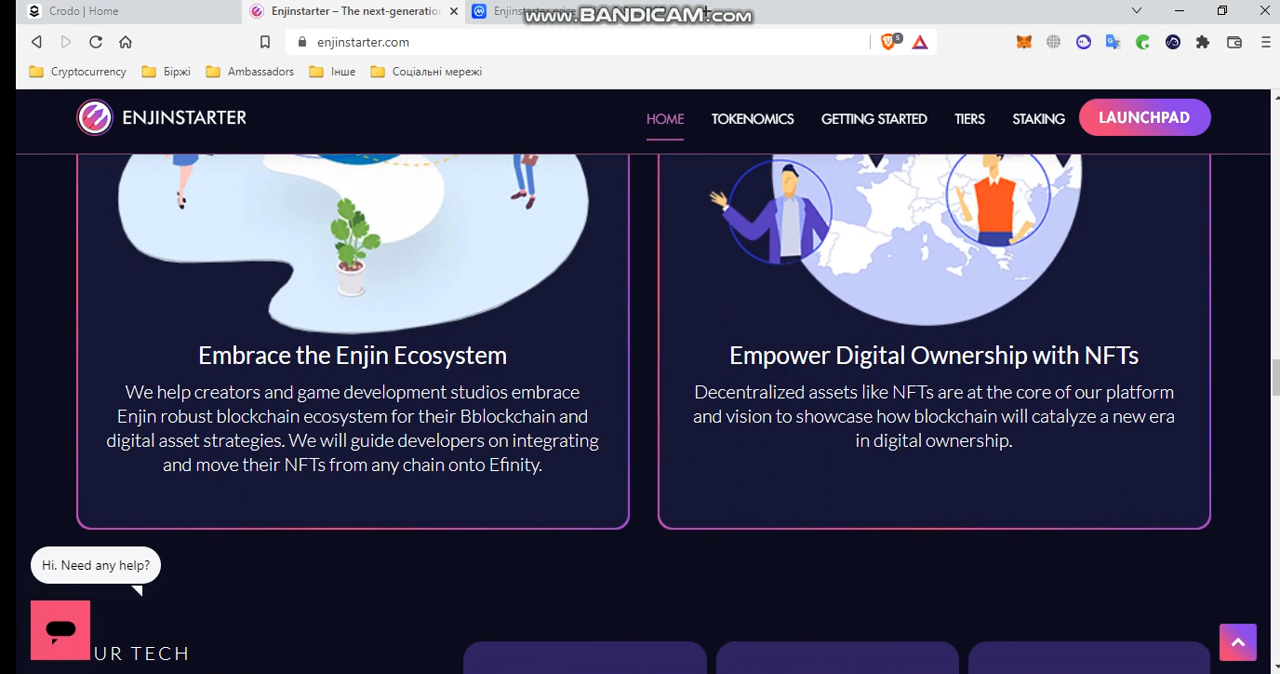 Crodo | Home
Enjinstarter – The next-generation
Enjinstarter
www.BANDICAM.com
enjinstarter.com
5
Cryptocurrency
Біржі
Ambassadors
Інше
Соціальні мережі
ENJINSTARTER
HOME
TOKENOMICS
GETTING STARTED
TIERS
STAKING
LAUNCHPAD
Embrace the Enjin Ecosystem
We help creators and game development studios embrace
Enjin robust blockchain ecosystem for their Bblockchain and
digital asset strategies. We will guide developers on integrating
and move their NFTs from any chain onto Efinity.
Empower Digital Ownership with NFTs
Decentralized assets like NFTs are at the core of our platform
and vision to showcase how blockchain will catalyze a new era
in digital ownership.
Hi. Need any help?
UR TECH